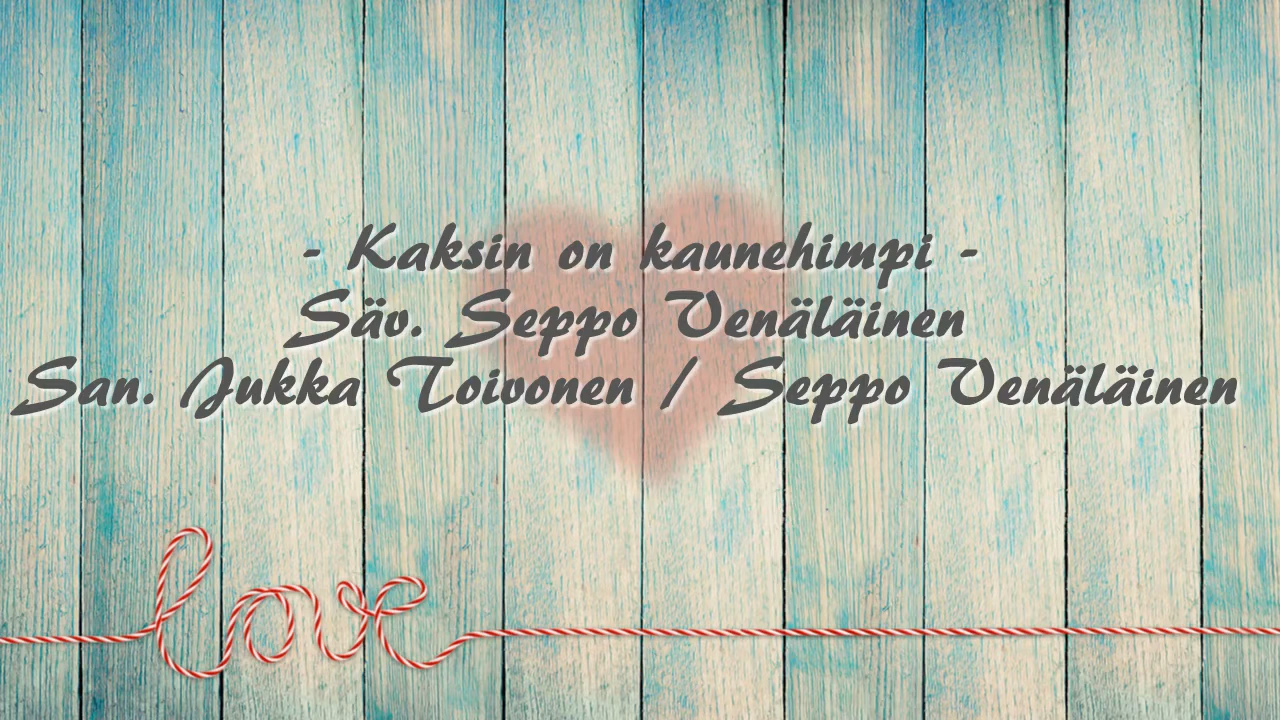 - Kaksin on kaunehimpi -
Säv. Seppo Venäläinen
San. Jukka Toivonen / Seppo Venäläinen
love